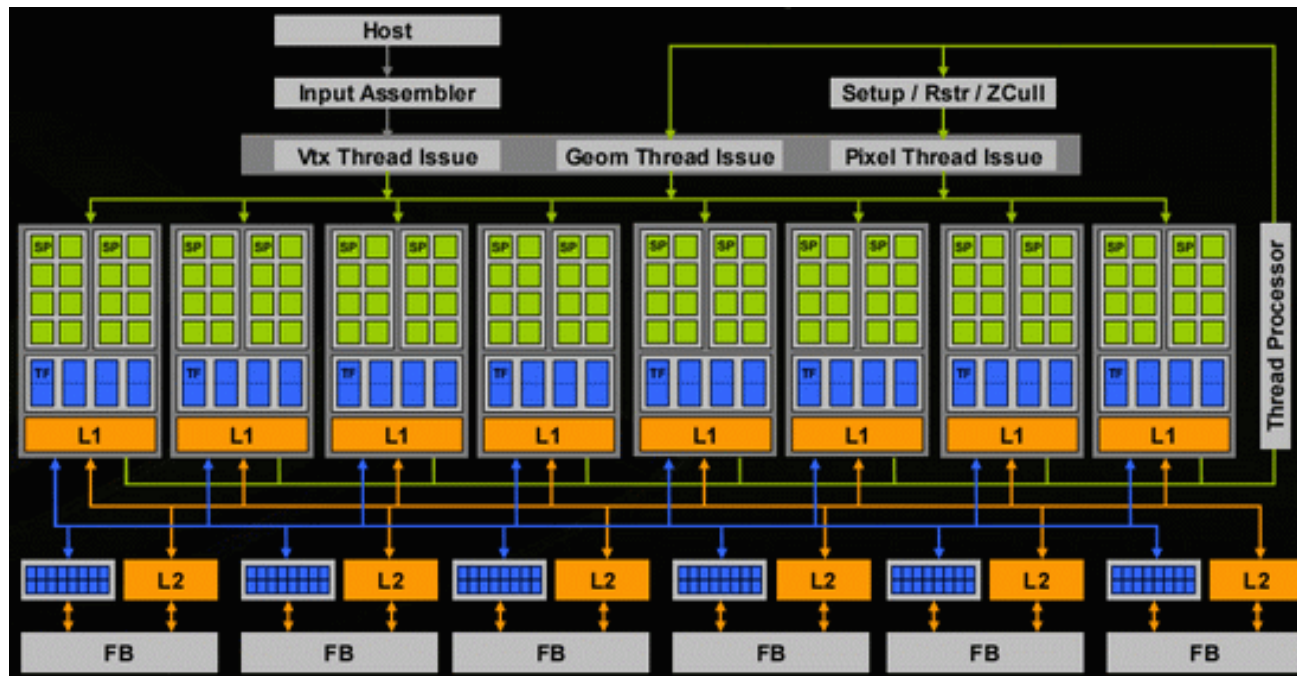 Host
Input Assembler
Setup / Rstr / ZCull
Vtx Thread Issue
Geom Thread Issue
Pixel Thread Issue
SP SP SP SP SP SP SP SP SP SP SP SP SP SP SP SP
Thread Processor
TF TF TF TF TF TF TF TF
L1 L1 L1 L1 L1 L1 L1 L1
L2 L2 L2 L2 L2 L2
FB FB FB FB FB FB